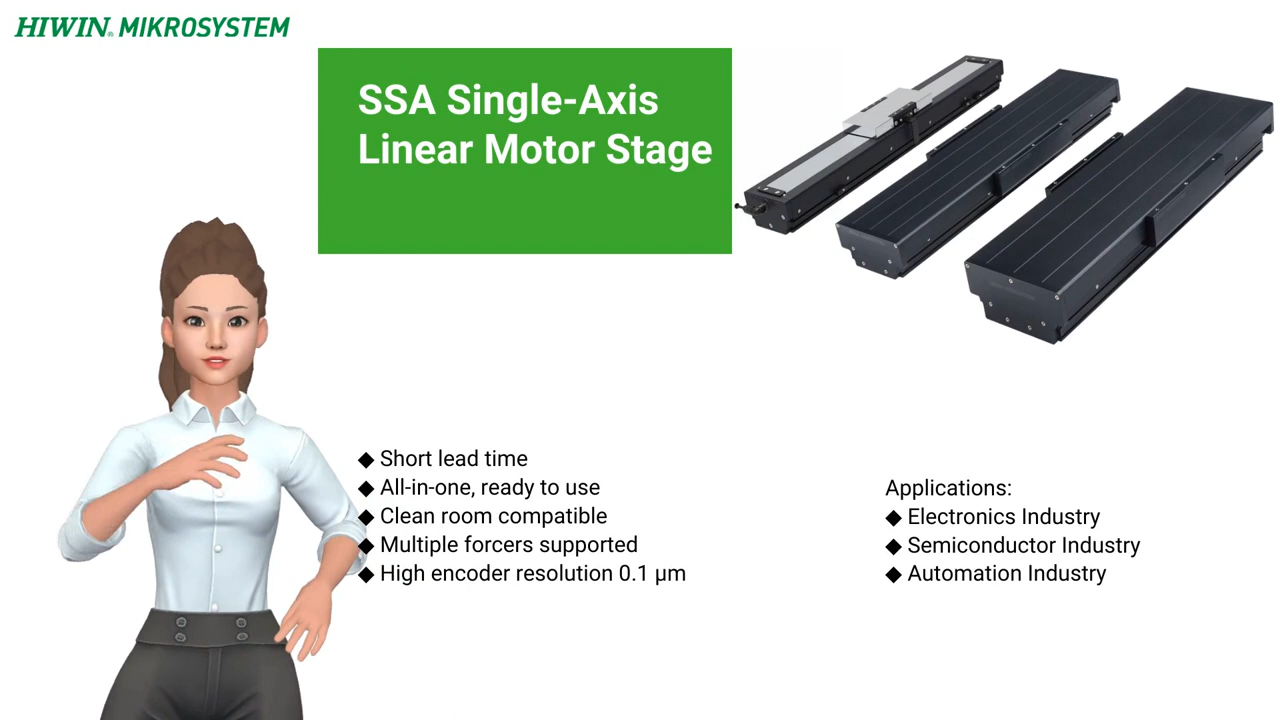 HIWIN® MIKROSYSTEM
SSA Single-Axis
Linear Motor Stage
◆ Short lead time
◆ All-in-one, ready to use
◆ Clean room compatible
◆ Multiple forcers supported
◆ High encoder resolution 0.1 µm
Applications:
◆ Electronics Industry
◆ Semiconductor Industry
◆ Automation Industry